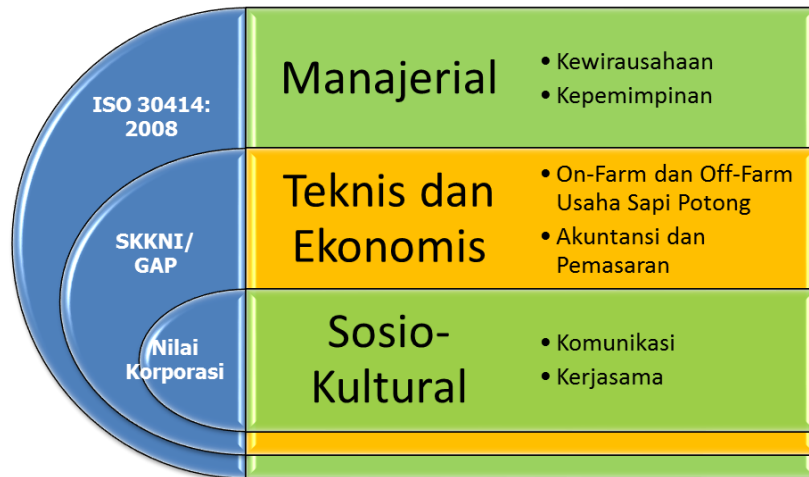 ISO 30414:
2008
Manajerial
• Kewirausahaan
• Kepemimpinan
SKKNI/
GAP
Teknis dan
Ekonomis
• On-Farm dan Off-Farm
Usaha Sapi Potong
• Akuntansi dan
Pemasaran
Nilai
Korporasi
Sosio-
Kultural
• Komunikasi
• Kerjasama